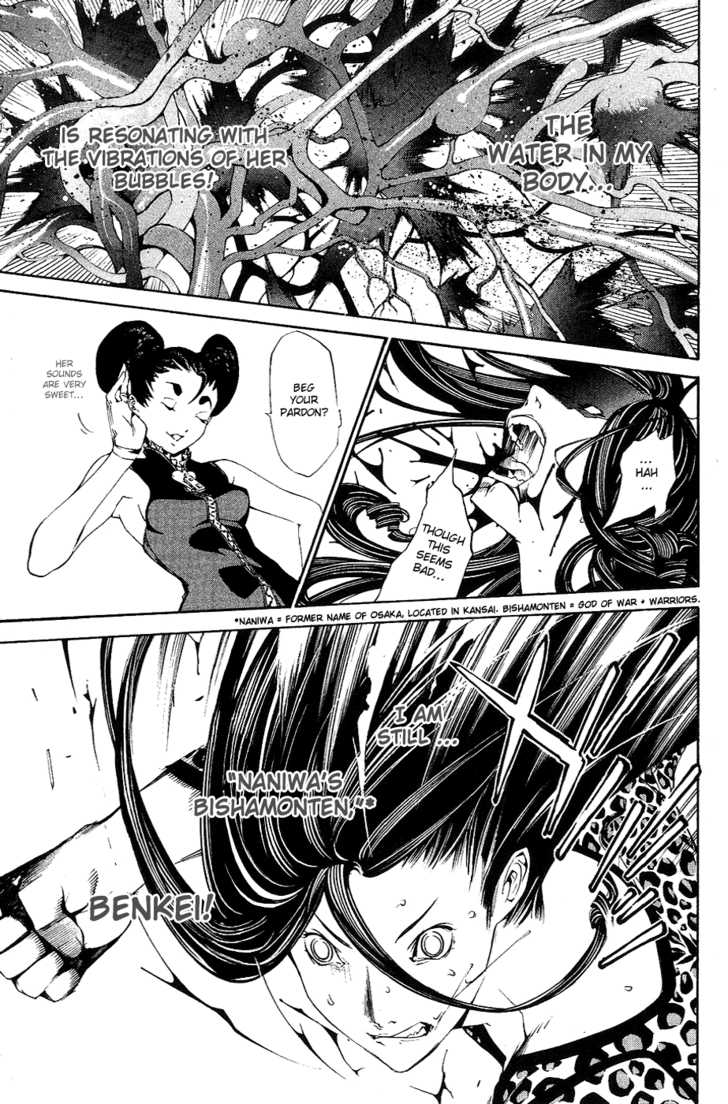 THE
WATER IN MY
BODY...
IS RESONATING WITH
THE VIBRATIONS OF HER
BUBBLES!
...
HAH
...
THOUGH
THIS
SEEMS
BAD...
BEG
YOUR
PARDON?
HER
SOUNDS
ARE VERY
SWEET...
*NANIWA = FORMER NAME OF OSAKA, LOCATED IN KANSAI. BISHAMONTEN = GOD OF WAR + WARRIORS.
I AM
STILL ...
"NANIWA'S
BISHAMONTEN,"*
BENKEI!